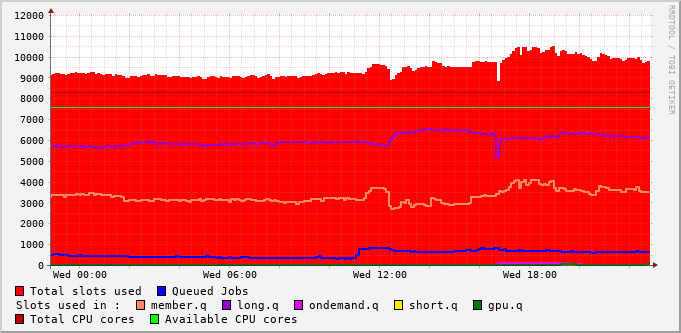 RRDTOOL / TOBI OETIKER
12000
11000
10000
9000
8000
7000
6000
5000
4000
3000
2000
1000
0
Wed 00:00 Wed 06:00 Wed 12:00 Wed 18:00
Total slots used Queued Jobs
Slots used in : member.q long.q ondemand.q short.q gpu.q
Total CPU cores Available CPU cores